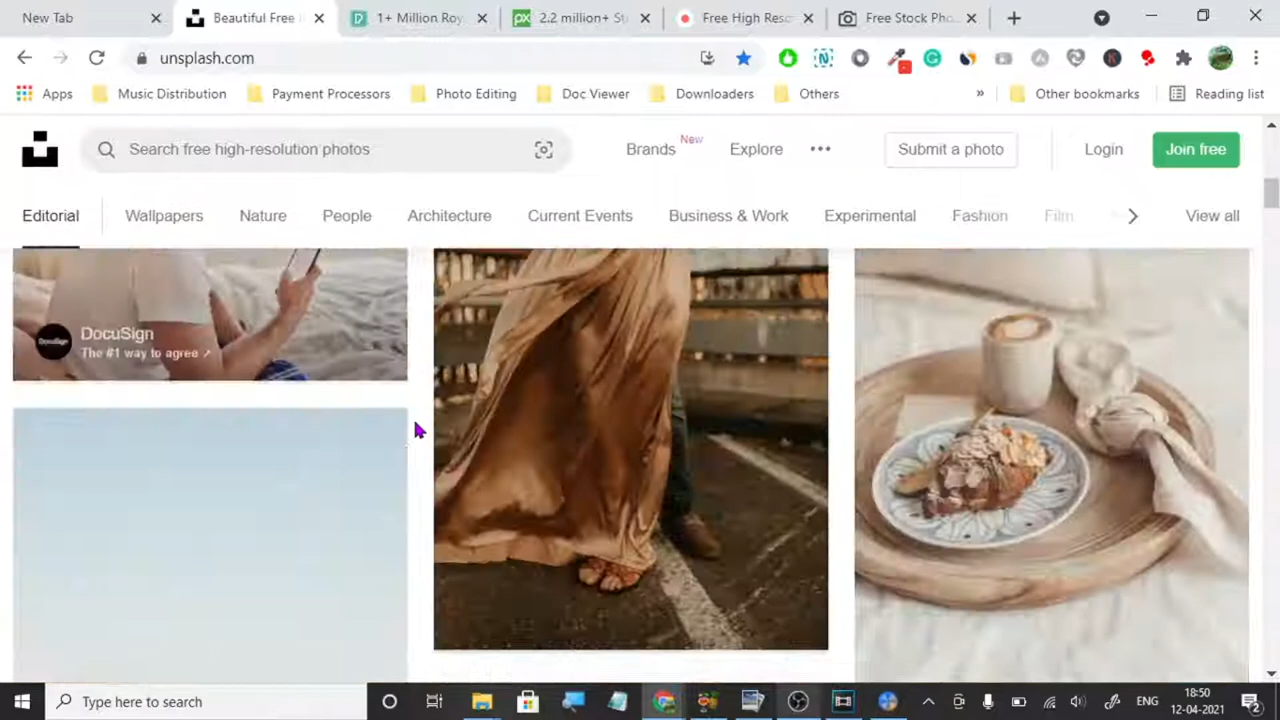 New Tab
Beautiful Free
1+ Million Roy
2.2 million+ St
Free High Reso
Free Stock Pho
unsplash.com
Apps
Music Distribution
Payment Processors
Photo Editing
Doc Viewer
Downloaders
Others
»
Other bookmarks
Reading list
Search free high-resolution photos
Brands
New
Explore
Submit a photo
Login
Join free
Editorial
Wallpapers
Nature
People
Architecture
Current Events
Business & Work
Experimental
Fashion
Film
View all
DocuSign
The #1 way to agree ↗
Type here to search
ENG
18:50
12-04-2021
2